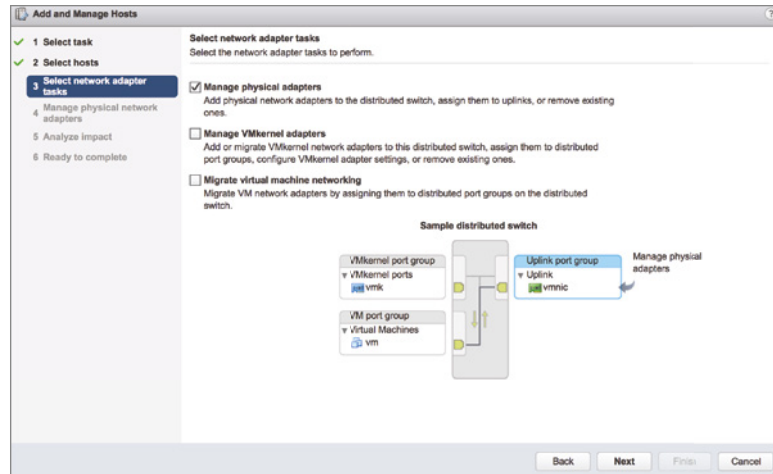 Add and Manage Hosts
?
1 Select task
2 Select hosts
3 Select network adapter
tasks
4 Manage physical network
adapters
5 Analyze impact
6 Ready to complete
Select network adapter tasks
Select the network adapter tasks to perform.
Manage physical adapters
Add physical network adapters to the distributed switch, assign them to uplinks, or remove existing
ones.
Manage VMkernel adapters
Add or migrate VMkernel network adapters to this distributed switch, assign them to distributed
port groups, configure VMkernel adapter settings, or remove existing ones.
Migrate virtual machine networking
Migrate VM network adapters by assigning them to distributed port groups on the distributed
switch.
Sample distributed switch
VMkernel port group
VMkernel ports
vmk
VM port group
Virtual Machines
vm
Uplink port group
Uplink
vmnic
Manage physical
adapters
Back
Next
Finish
Cancel